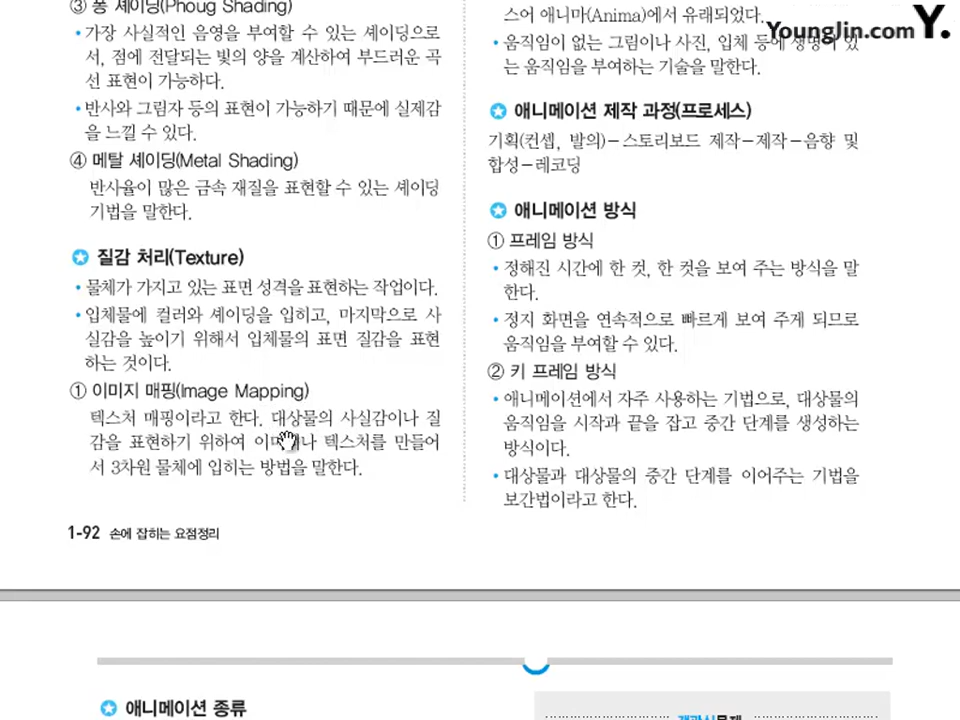 ③ 퐁 셰이딩(Phoug Shading)
• 가장 사실적인 음영을 부여할 수 있는 셰이딩으로
서, 점에 전달되는 빛의 양을 계산하여 부드러운 곡
선 표현이 가능하다.
• 반사와 그림자 등의 표현이 가능하기 때문에 실제감
을 느낄 수 있다.
④ 메탈 셰이딩(Metal Shading)
반사율이 많은 금속 재질을 표현할 수 있는 셰이딩
기법을 말한다.
질감 처리(Texture)
• 물체가 가지고 있는 표면 성격을 표현하는 작업이다.
• 입체물에 컬러와 셰이딩을 입히고, 마지막으로 사
실감을 높이기 위해서 입체물의 표면 질감을 표현
하는 것이다.
① 이미지 매핑(Image Mapping)
텍스처 매핑이라고 한다. 대상물의 사실감이나 질
감을 표현하기 위하여 이미지나 텍스처를 만들어
서 3차원 물체에 입히는 방법을 말한다.
1-92 손에 잡히는 요점정리
스어 애니마(Anima)에서 유래되었다.
• 움직임이 없는 그림이나 사진, 입체 등에 생명이 있
는 움직임을 부여하는 기술을 말한다.
애니메이션 제작 과정(프로세스)
기획(컨셉, 발의)-스토리보드 제작-제작-음향 및
합성-레코딩
애니메이션 방식
① 프레임 방식
• 정해진 시간에 한 컷, 한 컷을 보여 주는 방식을 말
한다.
• 정지 화면을 연속적으로 빠르게 보여 주게 되므로
움직임을 부여할 수 있다.
② 키 프레임 방식
• 애니메이션에서 자주 사용하는 기법으로, 대상물의
움직임을 시작과 끝을 잡고 중간 단계를 생성하는
방식이다.
• 대상물과 대상물의 중간 단계를 이어주는 기법을
보간법이라고 한다.
YoungJin.com Y.
애니메이션 종류
객관식문제